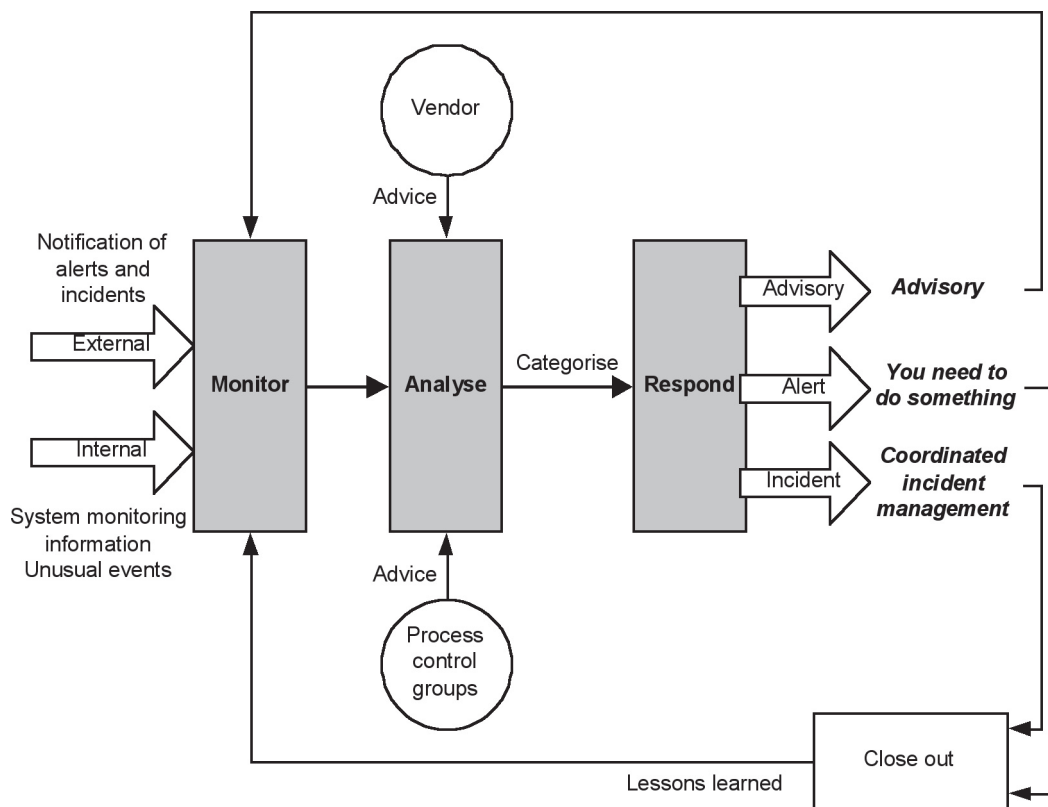 Vendor
Advice
Notification of
alerts and
incidents
External
Internal
System monitoring
information
Unusual events
Monitor
Analyse
Categorise
Respond
Advisory
Advisory
Alert
You need to
do something
Incident
Coordinated
incident
management
Advice
Process
control
groups
Close out
Lessons learned